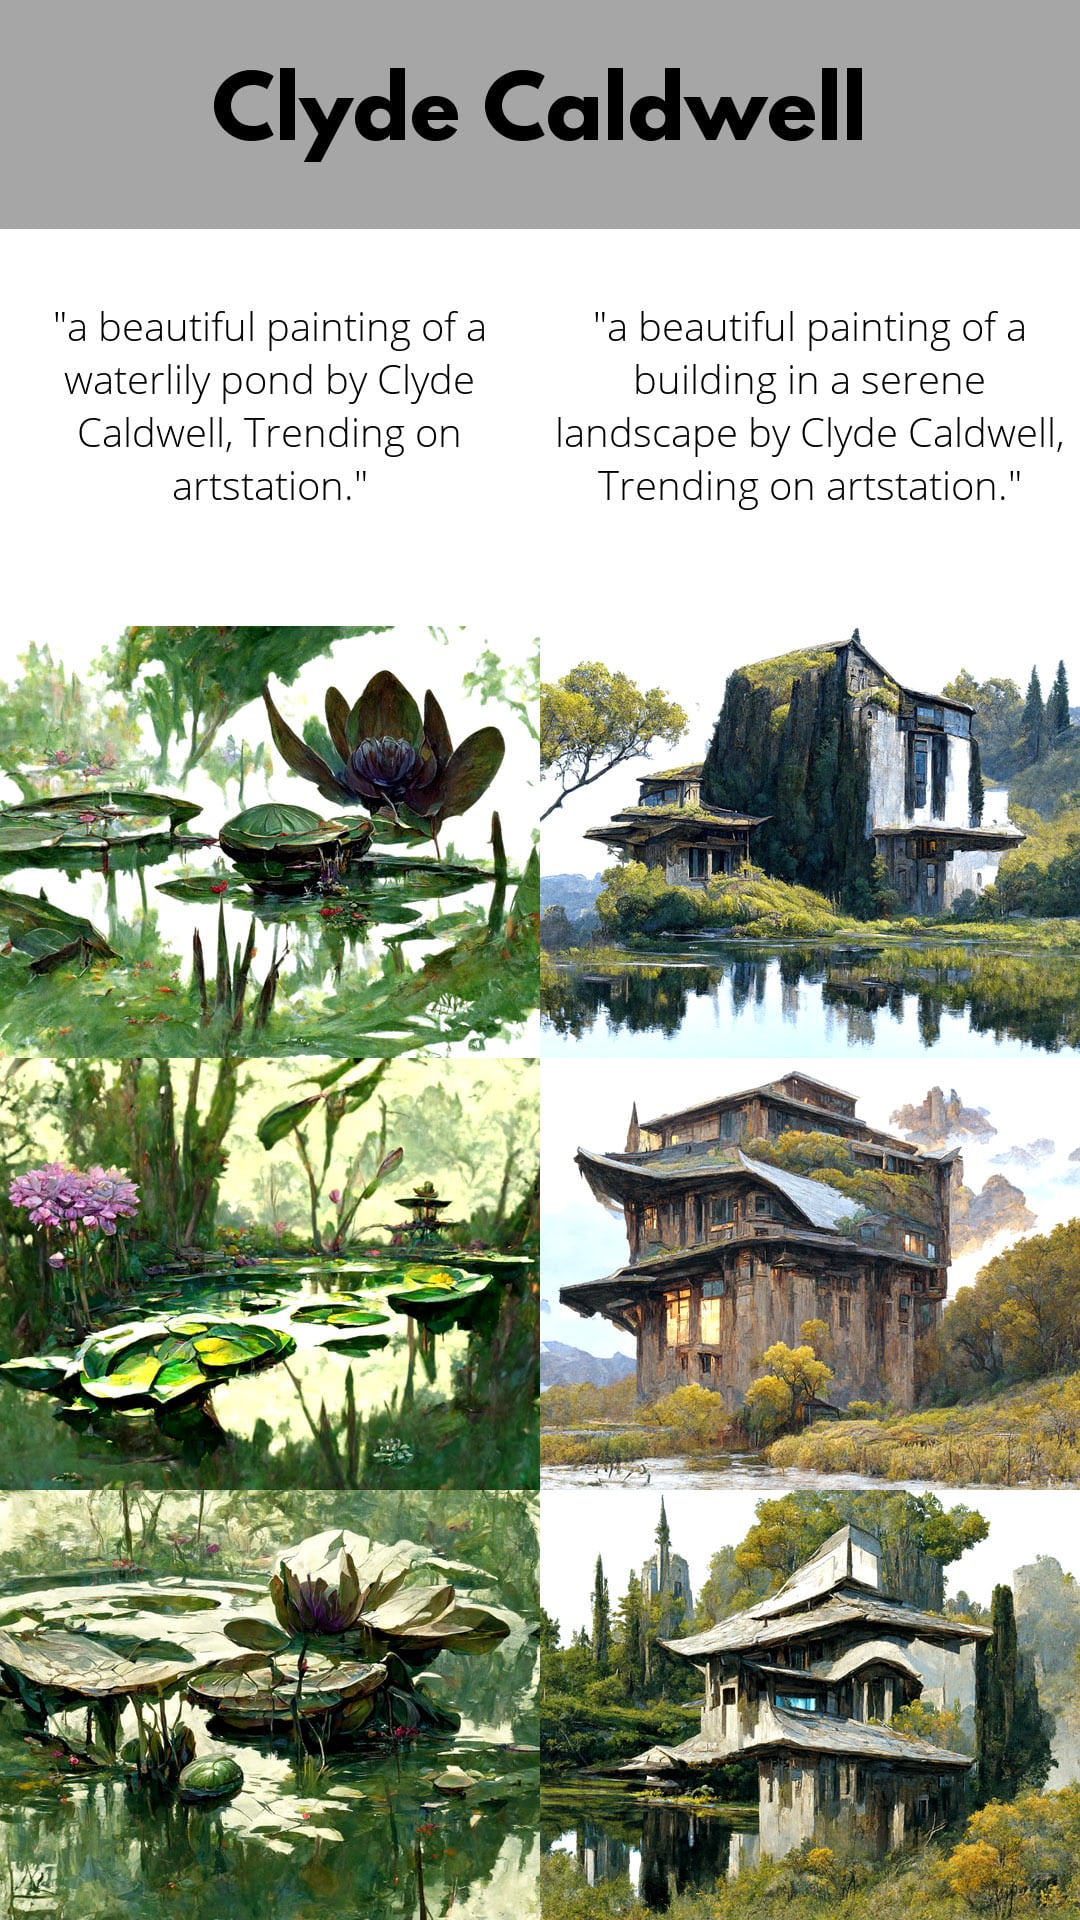 Clyde Caldwell
"a beautiful painting of a
waterlily pond by Clyde
Caldwell, Trending on
artstation."
"a beautiful painting of a
building in a serene
landscape by Clyde Caldwell,
Trending on artstation."